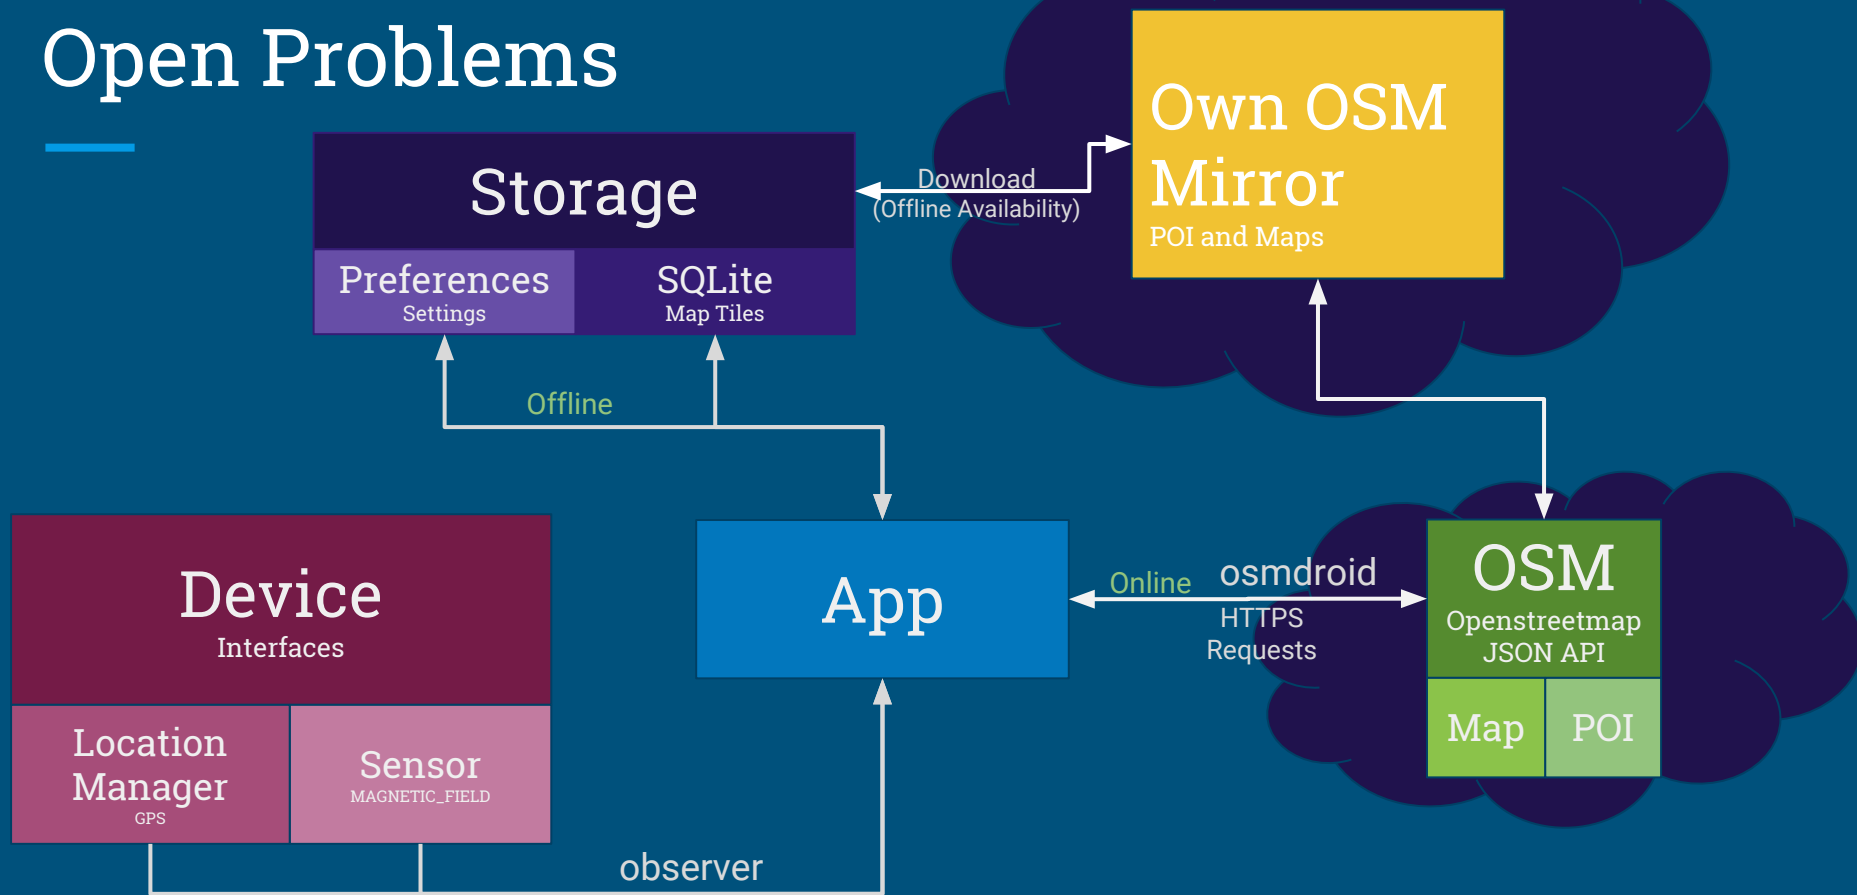 Open Problems
Own OSM
Mirror
POI and Maps
Storage
Download
(Offline Availability)
Preferences
Settings
SQLite
Map Tiles
Offline
Device
Interfaces
App
Online
osmdroid
HTTPS
Requests
OSM
Openstreetmap
JSON API
Map
POI
Location
Manager
GPS
Sensor
MAGNETIC_FIELD
observer